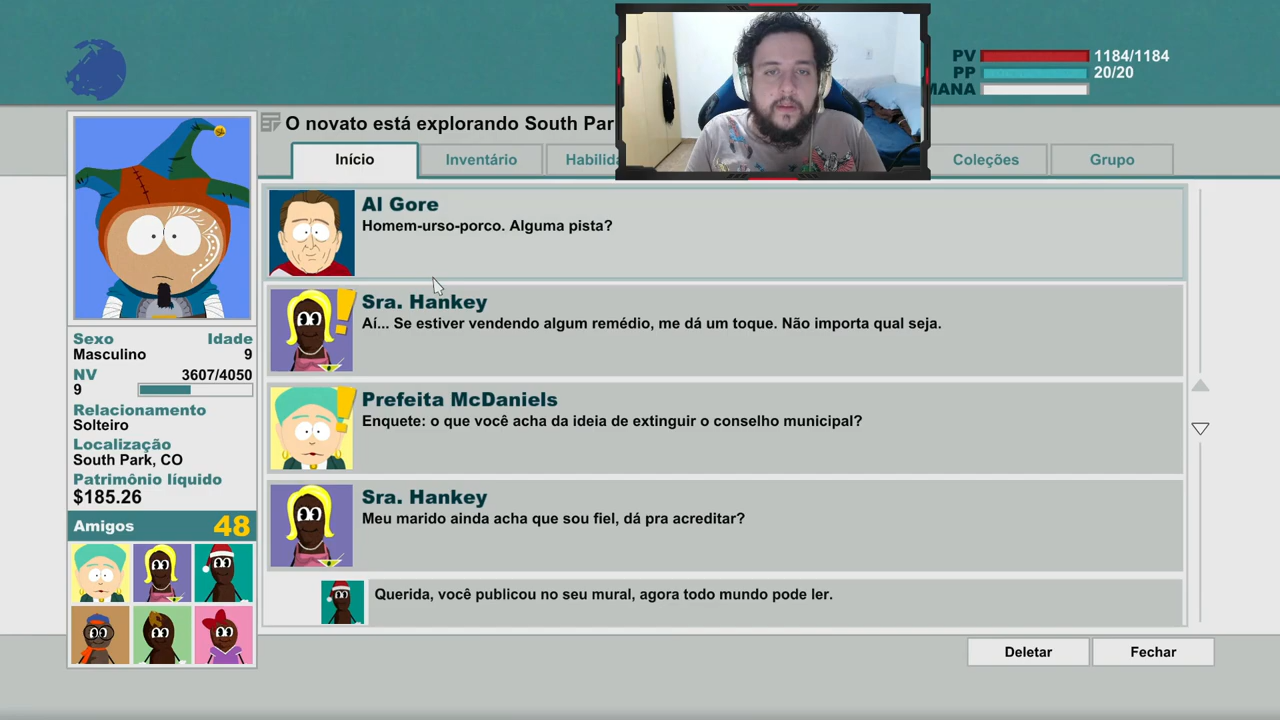 PV 1184/1184
PP 20/20
MANA
O novato está explorando South Par
Início
Inventário
Habilid
Coleções
Grupo
Sexo Idade
Masculino 9
NV 3607/4050
9
Relacionamento
Solteiro
Localização
South Park, CO
Patrimônio líquido
$185.26
Amigos 48
Al Gore
Homem-urso-porco. Alguma pista?
Sra. Hankey
Aí... Se estiver vendendo algum remédio, me dá um toque. Não importa qual seja.
Prefeita McDaniels
Enquete: o que você acha da ideia de extinguir o conselho municipal?
Sra. Hankey
Meu marido ainda acha que sou fiel, dá pra acreditar?
Querida, você publicou no seu mural, agora todo mundo pode ler.
Deletar
Fechar